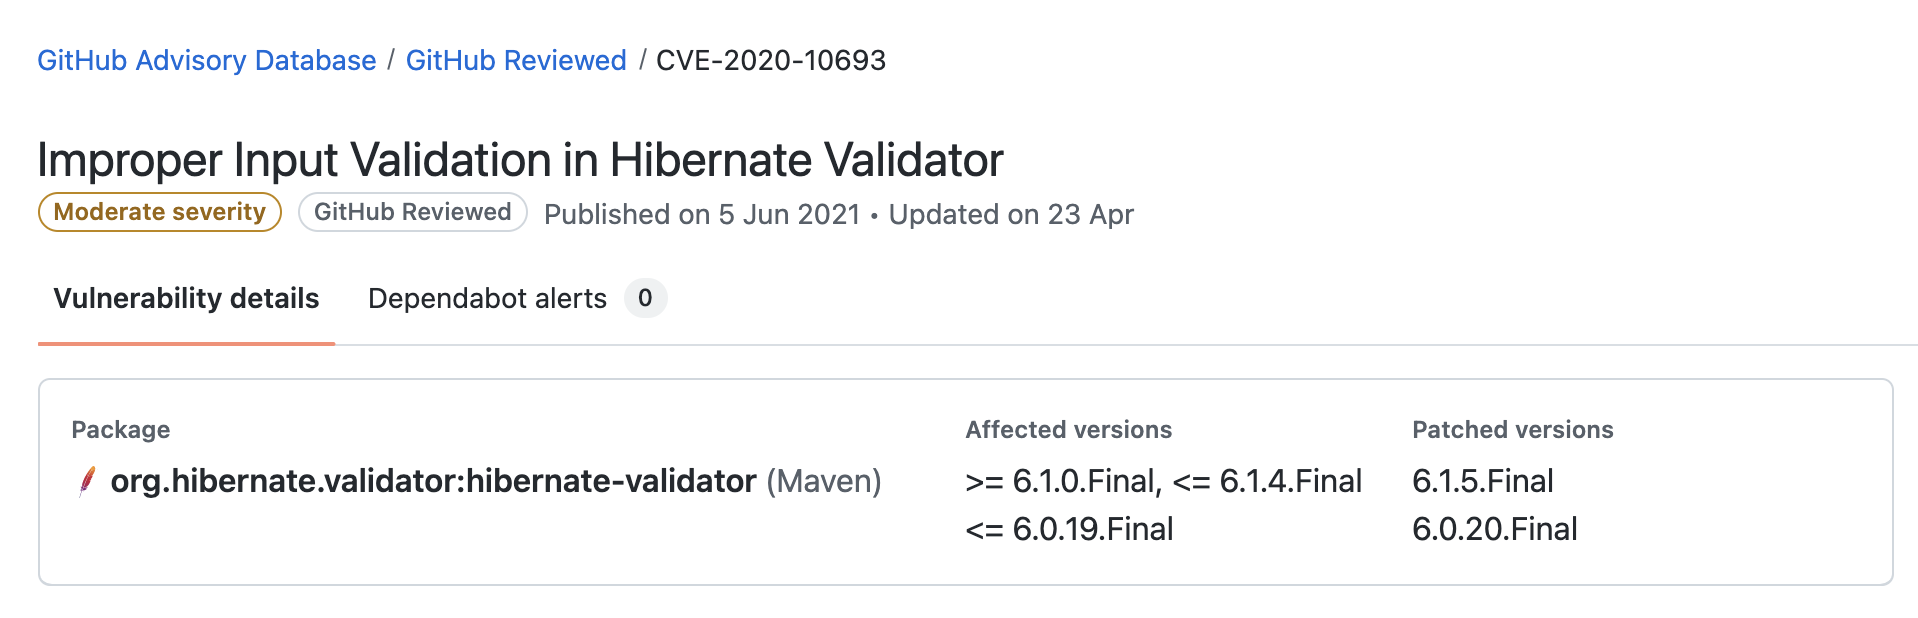 GitHub Advisory Database / GitHub Reviewed / CVE-2020-10693
Improper Input Validation in Hibernate Validator
Moderate severity GitHub Reviewed Published on 5 Jun 2021 • Updated on 23 Apr
Vulnerability details Dependabot alerts 0
Package Affected versions Patched versions
org.hibernate.validator:hibernate-validator (Maven) >= 6.1.0.Final, <= 6.1.4.Final 6.1.5.Final
<= 6.0.19.Final 6.0.20.Final